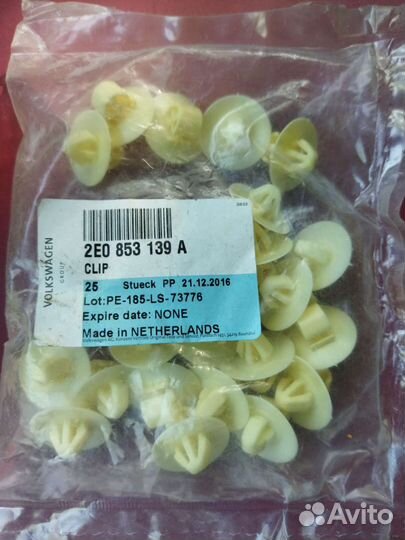 VOLKSWAGEN
GROUP
2E0 853 139 A
CLIP
25 Stueck PP 21.12.2016
Lot:PE-185-LS-73776
Expire date: NONE
Made in NETHERLANDS
Avito